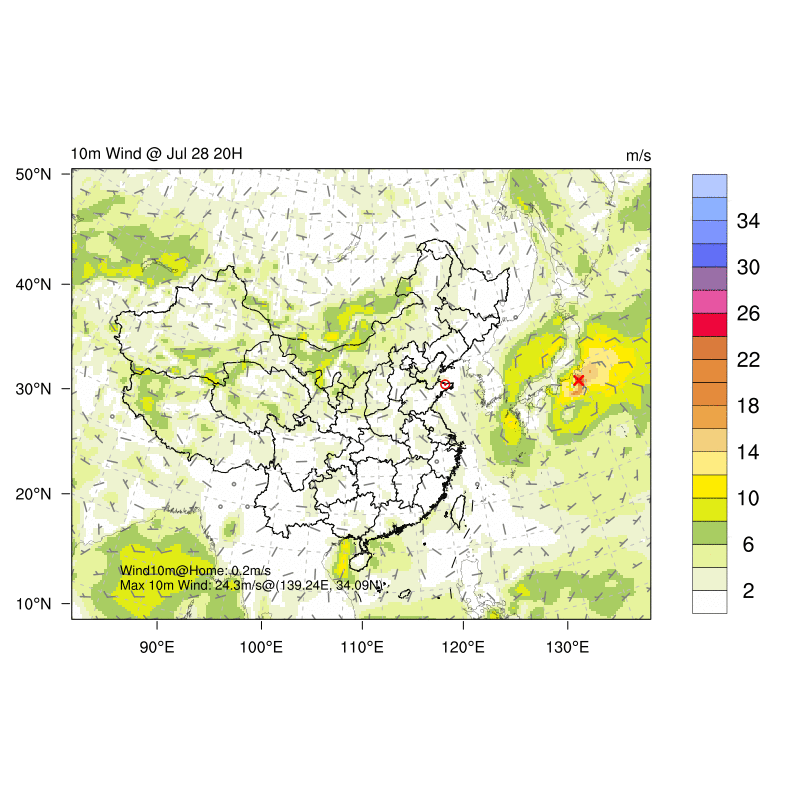 10m Wind @ Jul 28 20H
m/s
50°N
40°N
30°N
20°N
10°N
34
30
26
22
18
14
10
6
2
Wind10m@Home: 0.2m/s
Max 10m Wind: 24.3m/s@(139.24E, 34.09N)
90°E
100°E
110°E
120°E
130°E